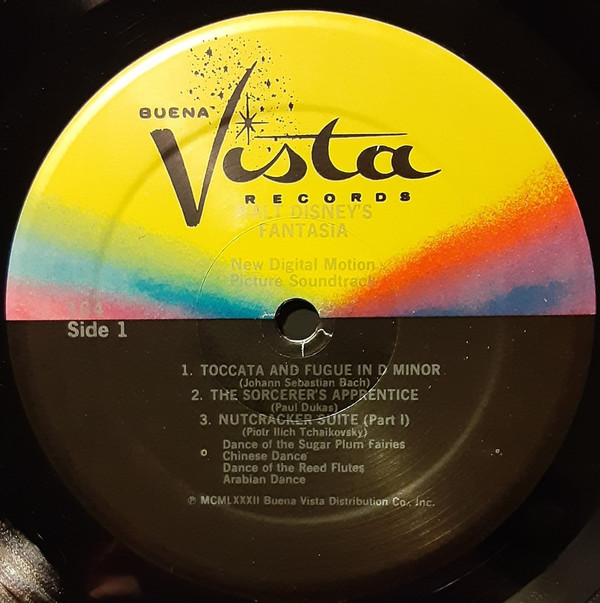 BUENA
Vista
RECORDS
WALT DISNEY'S
FANTASIA
New Digital Motion
Picture Soundtrack
104
Side 1
1. TOCCATA AND FUGUE IN D MINOR
(Johann Sebastian Bach)
2. THE SORCERER'S APPRENTICE
(Paul Dukas)
3. NUTCRACKER SUITE (Part I)
(Piotr Ilich Tchaikovsky)
Dance of the Sugar Plum Fairies
Chinese Dance
Dance of the Reed Flutes
Arabian Dance
℗ MCMLXXXII Buena Vista Distribution Co., Inc.